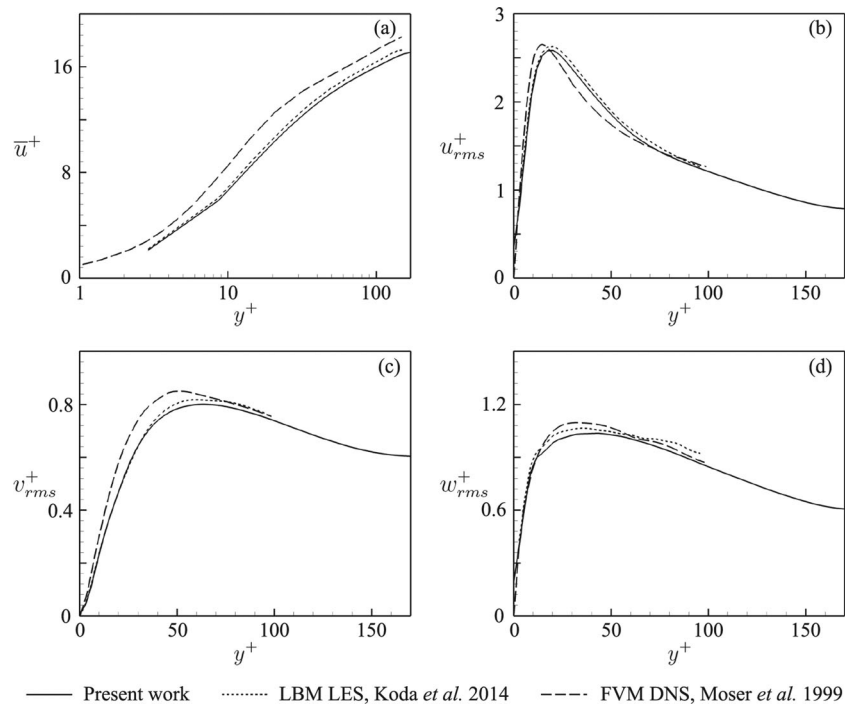 (a)
16
8
0
u̅⁺
1 10 100
y⁺
(b)
3
2
1
0
u⁺rms
0 50 100 150
y⁺
(c)
0.8
0.4
0
v⁺rms
0 50 100 150
y⁺
(d)
1.2
0.6
0
w⁺rms
0 50 100 150
y⁺
Present work LBM LES, Koda et al. 2014 FVM DNS, Moser et al. 1999